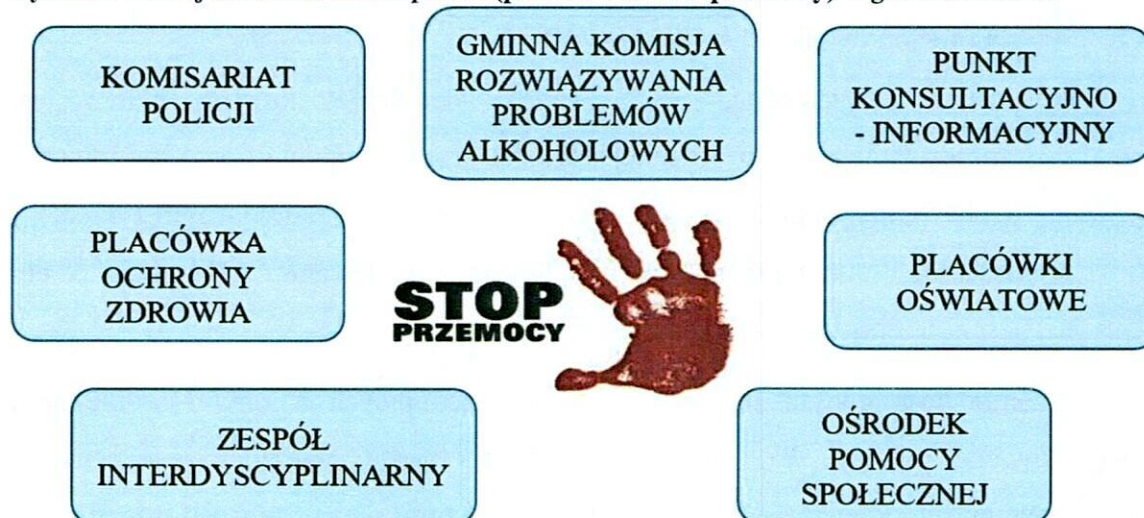 KOMISARIAT
POLICJI
GMINNA KOMISJA
ROZWIĄZYWANIA
PROBLEMÓW
ALKOHOLOWYCH
PUNKT
KONSULTACYJNO
- INFORMACYJNY
PLACÓWKA
OCHRONY
ZDROWIA
STOP
PRZEMOCY
PLACÓWKI
OŚWIATOWE
ZESPÓŁ
INTERDYSCYPLINARNY
OŚRODEK
POMOCY
SPOŁECZNEJ